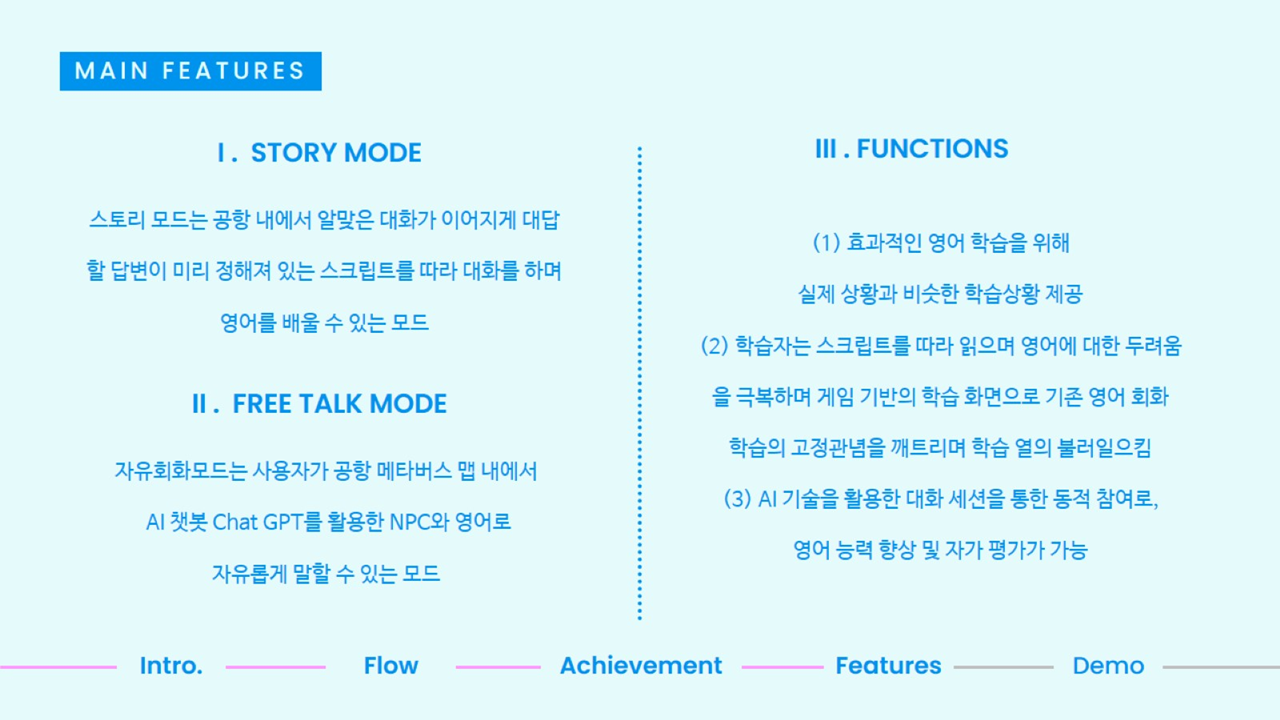 MAIN FEATURES
I . STORY MODE
스토리 모드는 공항 내에서 알맞은 대화가 이어지게 대답
할 답변이 미리 정해져 있는 스크립트를 따라 대화를 하며
영어를 배울 수 있는 모드
II . FREE TALK MODE
자유회화모드는 사용자가 공항 메타버스 맵 내에서
AI 챗봇 Chat GPT를 활용한 NPC와 영어로
자유롭게 말할 수 있는 모드
III . FUNCTIONS
(1) 효과적인 영어 학습을 위해
실제 상황과 비슷한 학습상황 제공
(2) 학습자는 스크립트를 따라 읽으며 영어에 대한 두려움
을 극복하며 게임 기반의 학습 화면으로 기존 영어 회화
학습의 고정관념을 깨트리며 학습 열의 불러일으킴
(3) AI 기술을 활용한 대화 세션을 통한 동적 참여로,
영어 능력 향상 및 자가 평가가 가능
Intro. Flow Achievement Features Demo